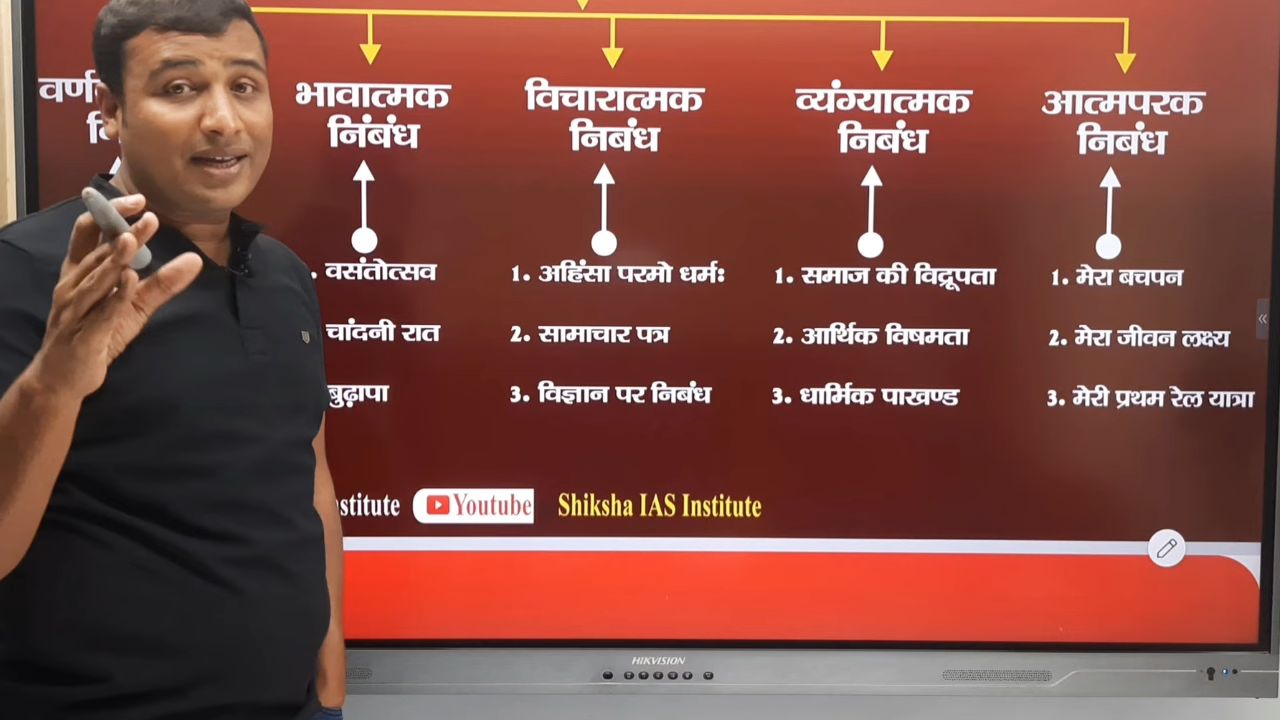 भावात्मक
निबंध
विचारात्मक
निबंध
व्यंग्यात्मक
निबंध
आत्मपरक
निबंध
वसंतोत्सव
चांदनी रात
बुढ़ापा
1. अहिंसा परमो धर्मः
2. सामाचार पत्र
3. विज्ञान पर निबंध
1. समाज की विद्रूपता
2. आर्थिक विषमता
3. धार्मिक पाखण्ड
1. मेरा बचपन
2. मेरा जीवन लक्ष्य
3. मेरी प्रथम रेल यात्रा
Youtube Shiksha IAS Institute
HIKVISION